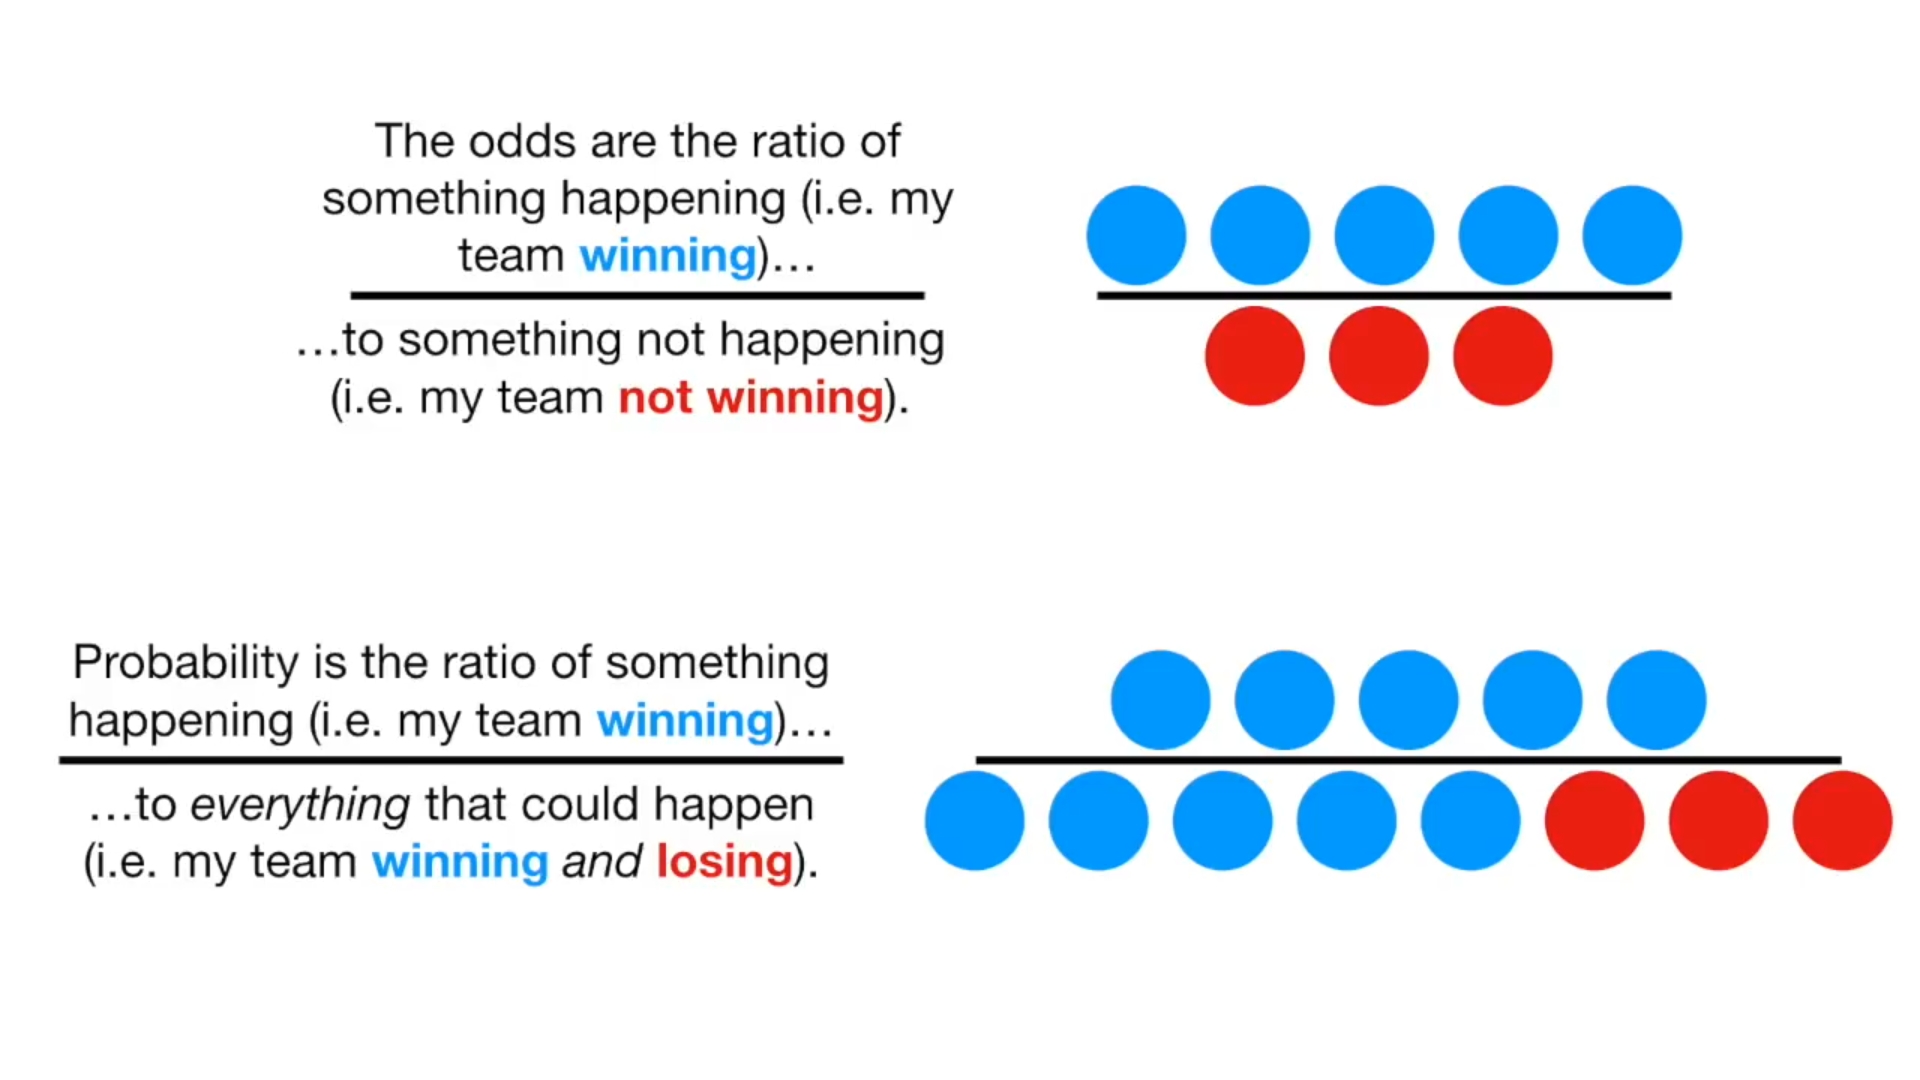 The odds are the ratio of
something happening (i.e. my
team winning)…
…to something not happening
(i.e. my team not winning).
Probability is the ratio of something
happening (i.e. my team winning)…
…to everything that could happen
(i.e. my team winning and losing).